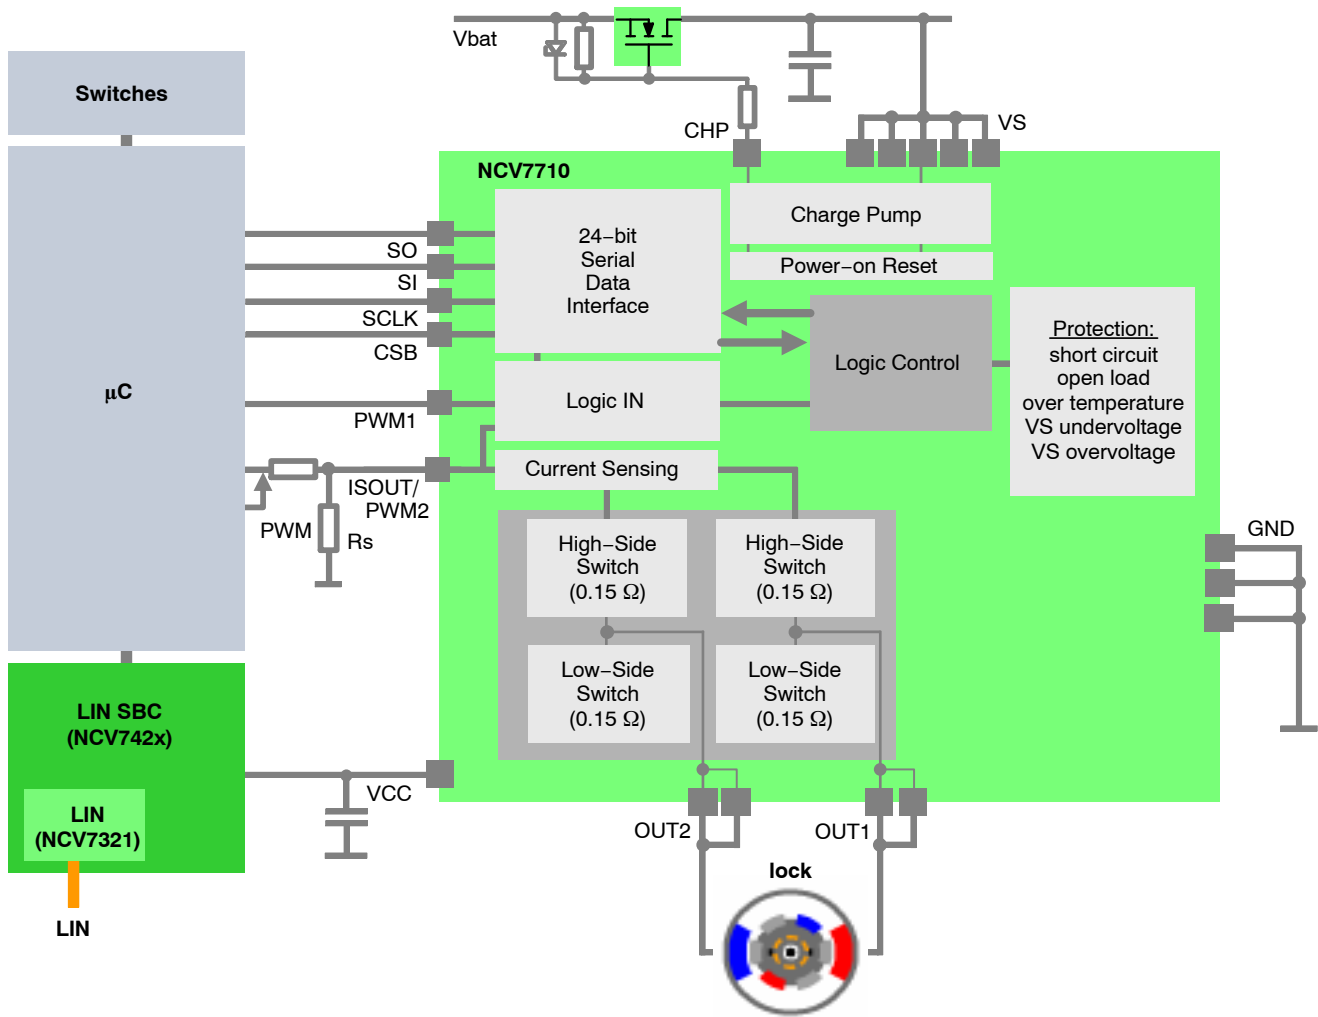 Vbat
Switches
CHP
VS
NCV7710
Charge Pump
Power−on Reset
24−bit
Serial
Data
Interface
SO
SI
SCLK
CSB
μC
Logic Control
Protection:
short circuit
open load
over temperature
VS undervoltage
VS overvoltage
Logic IN
PWM1
Current Sensing
ISOUT/
PWM2
PWM
Rs
GND
High−Side
Switch
(0.15 Ω)
High−Side
Switch
(0.15 Ω)
Low−Side
Switch
(0.15 Ω)
Low−Side
Switch
(0.15 Ω)
LIN SBC
(NCV742x)
VCC
LIN
(NCV7321)
OUT2
OUT1
lock
LIN